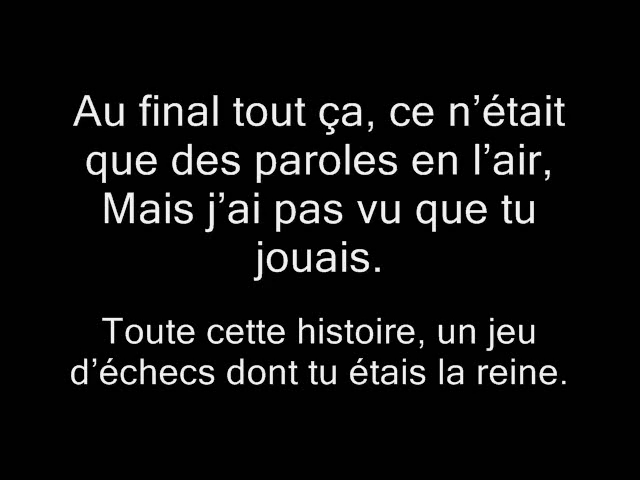 Au final tout ça, ce n’était
que des paroles en l’air,
Mais j’ai pas vu que tu
jouais.
Toute cette histoire, un jeu
d’échecs dont tu étais la reine.